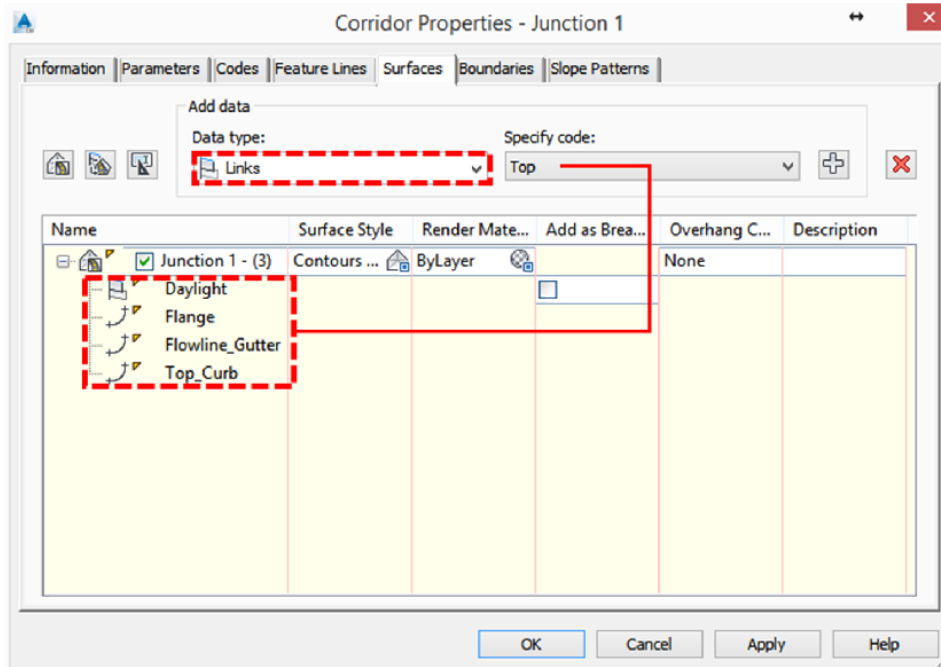 Corridor Properties - Junction 1
Information Parameters Codes Feature Lines Surfaces Boundaries Slope Patterns
Add data
Data type: Specify code:
Links Top
Name Surface Style Render Mate... Add as Brea... Overhang C... Description
Junction 1 - (3) Contours ... ByLayer None
Daylight
Flange
Flowline_Gutter
Top_Curb
OK Cancel Apply Help